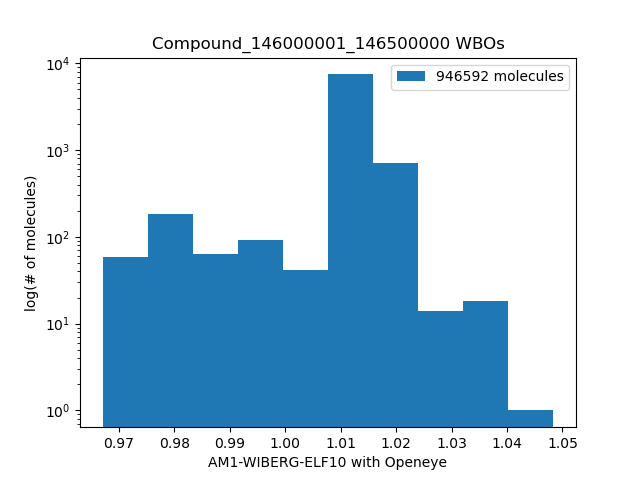 Compound_146000001_146500000 WBOs
946592 molecules
log(# of molecules)
10⁴
10³
10²
10¹
10⁰
0.97 0.98 0.99 1.00 1.01 1.02 1.03 1.04 1.05
AM1-WIBERG-ELF10 with Openeye